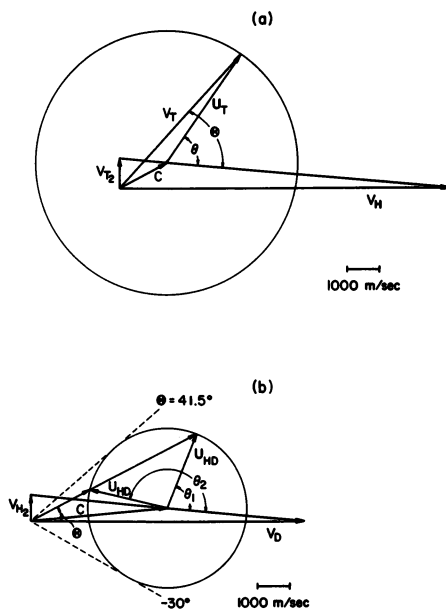 (a)
V_T
U_T
Θ
θ
V_T2
C
V_H
1000 m/sec
(b)
Θ = 41.5°
U_HD
U_HD
θ_2
θ_1
V_H2
C
Θ
V_D
-30°
1000 m/sec